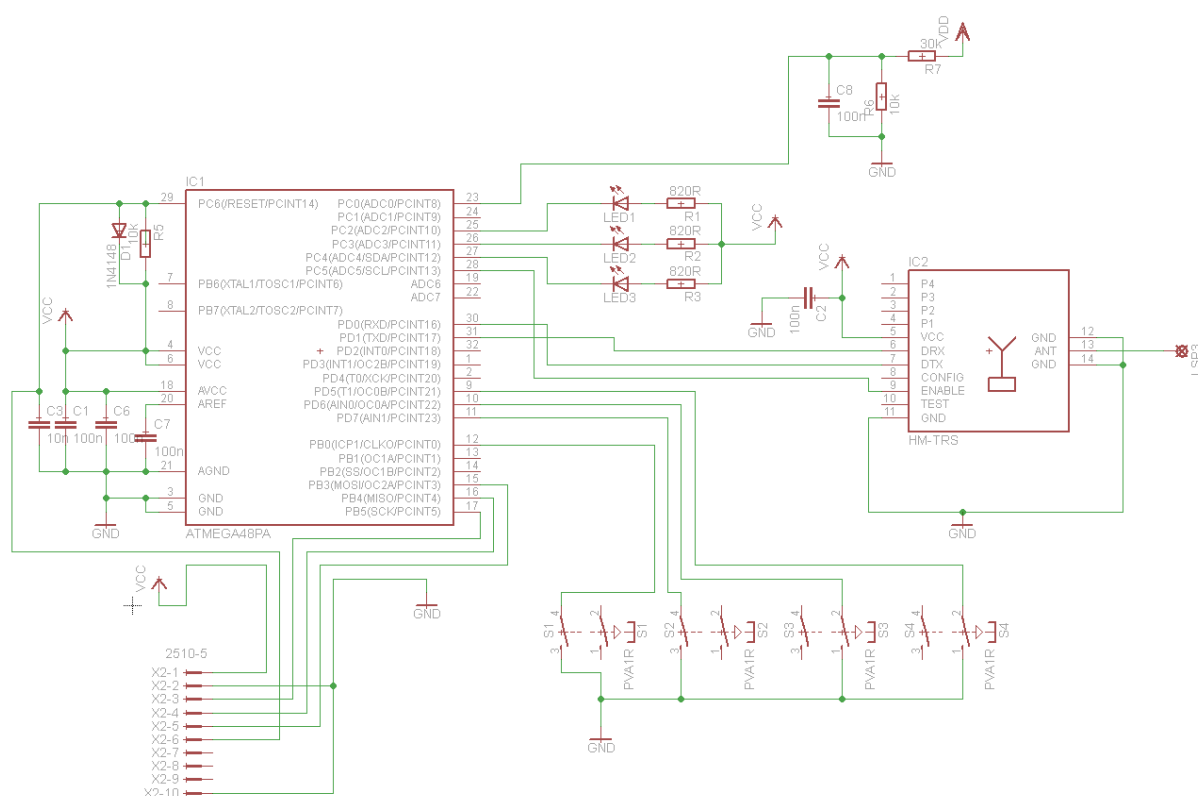 VDD
30k
R7
C8
100n
R6
10k
GND
IC1
29
PC6(/RESET/PCINT14)
7
PB6(XTAL1/TOSC1/PCINT6)
8
PB7(XTAL2/TOSC2/PCINT7)
4
VCC
6
VCC
18
AVCC
20
AREF
21
AGND
3
GND
5
GND
PC0(ADC0/PCINT8)
23
PC1(ADC1/PCINT9)
24
PC2(ADC2/PCINT10)
25
PC3(ADC3/PCINT11)
26
PC4(ADC4/SDA/PCINT12)
27
PC5(ADC5/SCL/PCINT13)
28
ADC6
19
ADC7
22
PD0(RXD/PCINT16)
30
PD1(TXD/PCINT17)
31
PD2(INT0/PCINT18)
32
PD3(INT1/OC2B/PCINT19)
1
PD4(T0/XCK/PCINT20)
2
PD5(T1/OC0B/PCINT21)
9
PD6(AIN0/OC0A/PCINT22)
10
PD7(AIN1/PCINT23)
11
PB0(ICP1/CLKO/PCINT0)
12
PB1(OC1A/PCINT1)
13
PB2(SS/OC1B/PCINT2)
14
PB3(MOSI/OC2A/PCINT3)
15
PB4(MISO/PCINT4)
16
PB5(SCK/PCINT5)
17
ATMEGA48PA
1N4148
D1
10k
R5
VCC
C3
10n
C1
100n
C6
C7
100n
GND
LED1
820R
R1
LED2
820R
R2
LED3
820R
R3
VCC
VCC
GND
100n
C2
IC2
1
P4
2
P3
3
P2
4
P1
5
VCC
6
DRX
7
DTX
8
CONFIG
9
ENABLE
10
TEST
11
GND
GND
12
ANT
13
GND
14
HM-TRS
LSP3
GND
VCC
GND
2510-5
X2-1
X2-2
X2-3
X2-4
X2-5
X2-6
X2-7
X2-8
X2-9
X2-10
S1
4
3
2
1
S1
PVA1R
S2
4
3
2
1
S2
PVA1R
S3
4
3
2
1
S3
PVA1R
S4
4
3
2
1
S4
PVA1R
GND